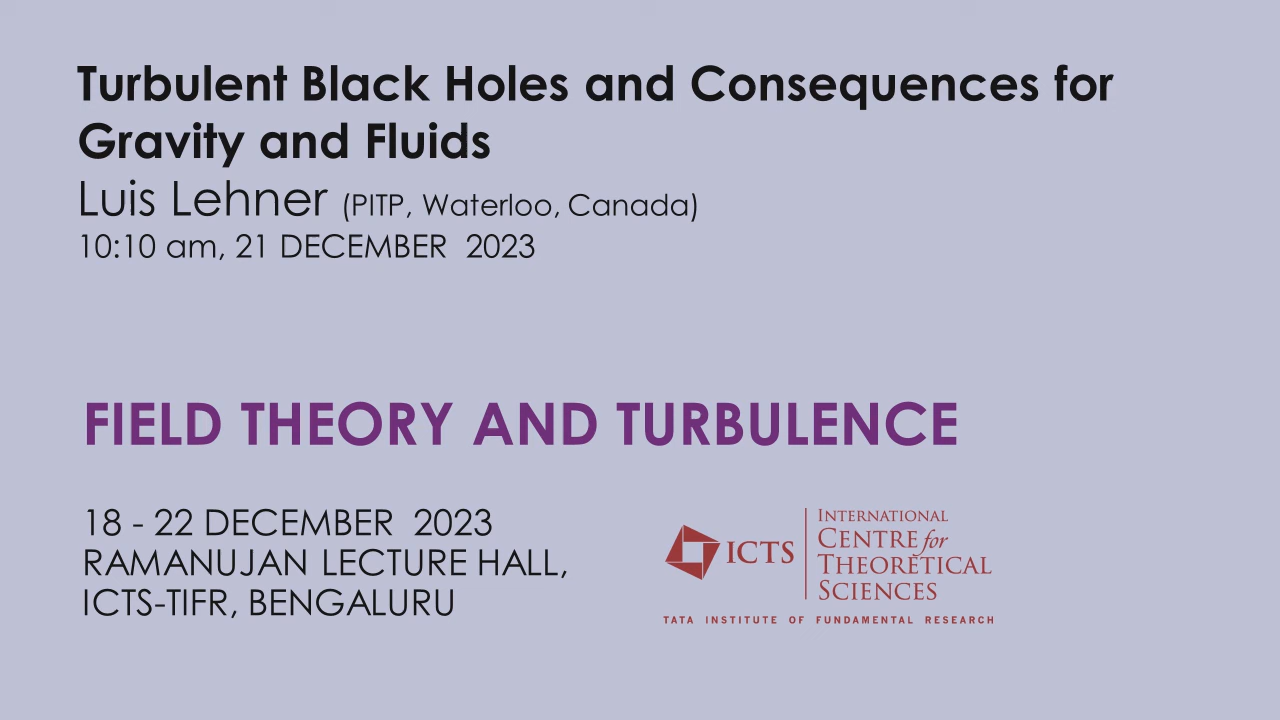 Turbulent Black Holes and Consequences for
Gravity and Fluids
Luis Lehner (PITP, Waterloo, Canada)
10:10 am, 21 DECEMBER 2023
FIELD THEORY AND TURBULENCE
18 - 22 DECEMBER 2023
RAMANUJAN LECTURE HALL,
ICTS-TIFR, BENGALURU
ICTS
INTERNATIONAL
CENTRE for
THEORETICAL
SCIENCES
TATA INSTITUTE OF FUNDAMENTAL RESEARCH